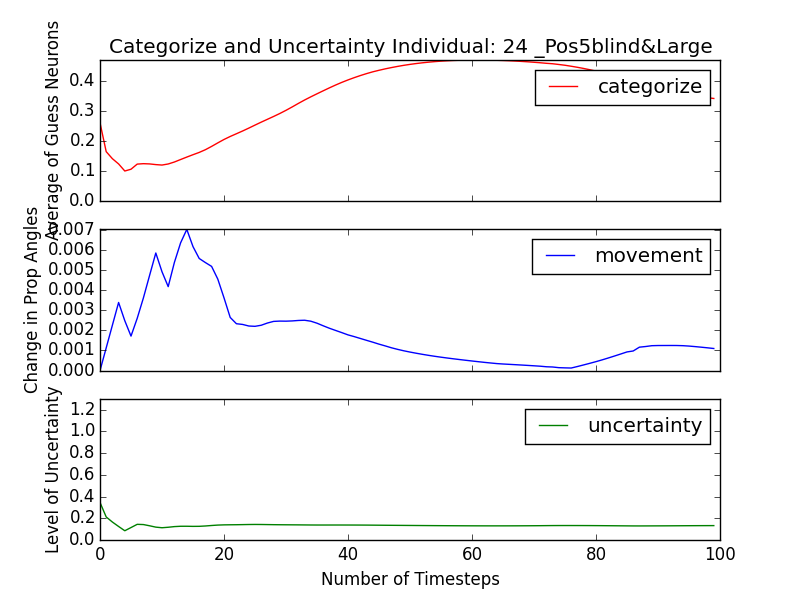 Categorize and Uncertainty Individual: 24 _Pos5blind&Large
Average of Guess Neurons
0.4
0.3
0.2
0.1
0.0
categorize
Change in Prop Angles
0.007
0.006
0.005
0.004
0.003
0.002
0.001
0.000
movement
Level of Uncertainty
1.2
1.0
0.8
0.6
0.4
0.2
0.0
uncertainty
0 20 40 60 80 100
Number of Timesteps